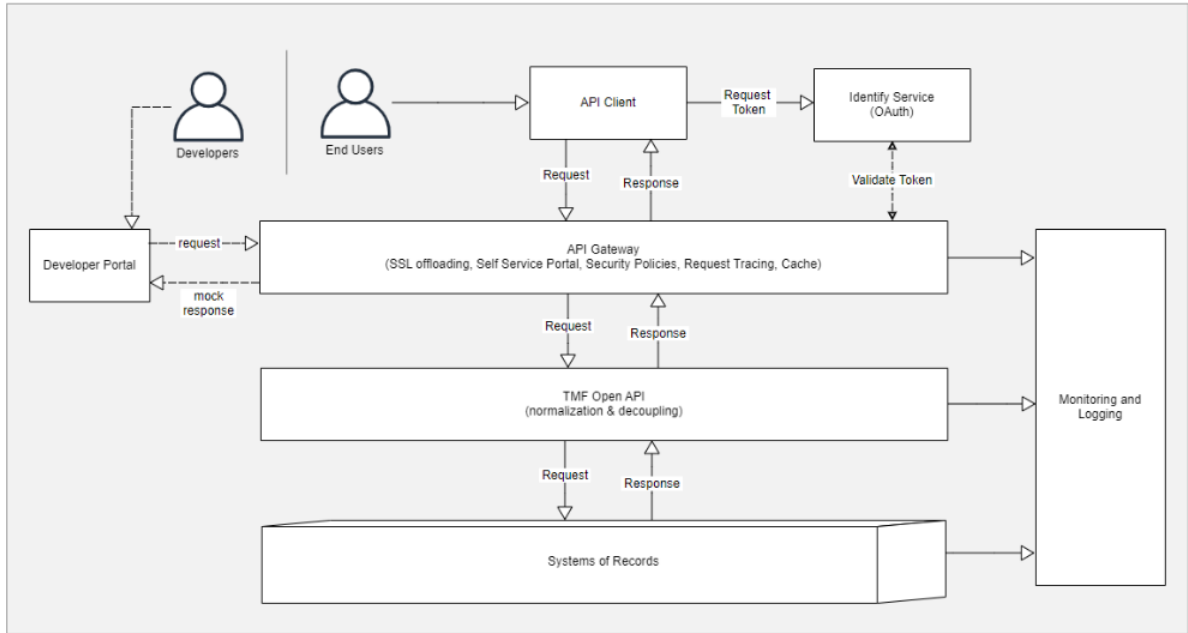 API Client
Request
Token
Identify Service
(OAuth)
Developers
End Users
Request
Response
Validate Token
Developer Portal
request
mock
response
API Gateway
(SSL offloading, Self Service Portal, Security Policies, Request Tracing, Cache)
Request
Response
TMF Open API
(normalization & decoupling)
Monitoring and
Logging
Request
Response
Systems of Records